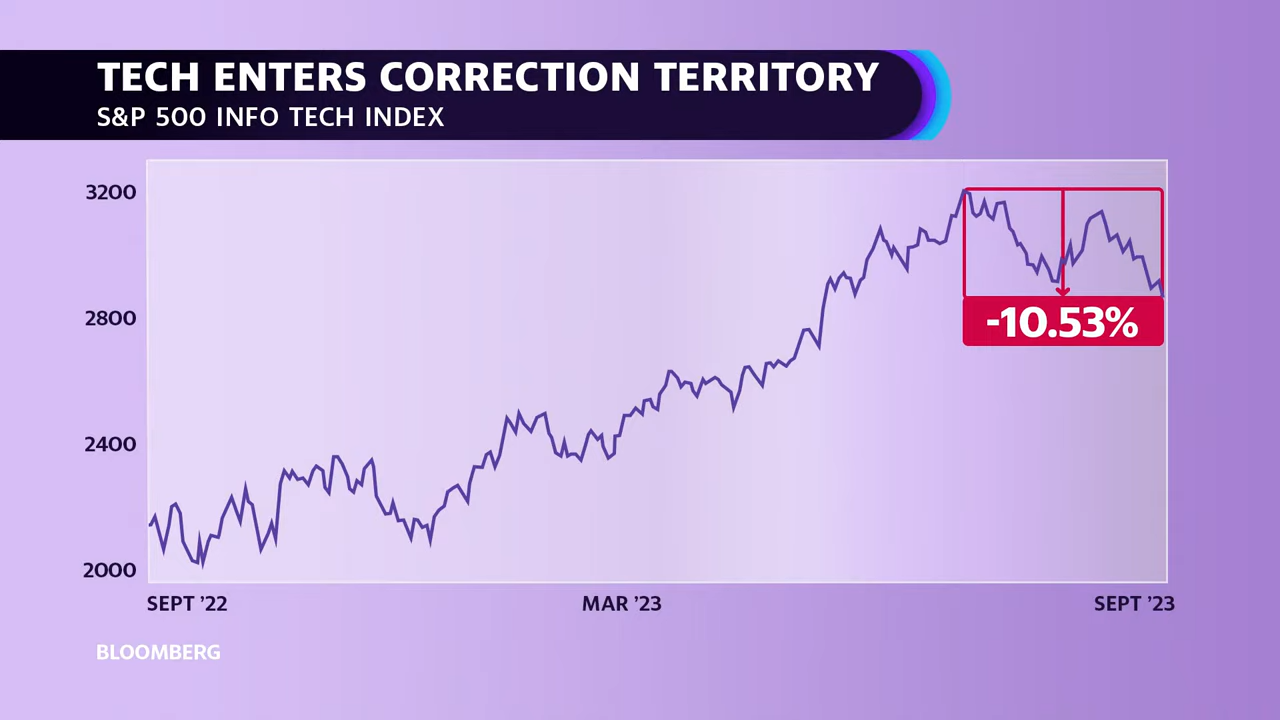 TECH ENTERS CORRECTION TERRITORY
S&P 500 INFO TECH INDEX
3200
2800
2400
2000
-10.53%
SEPT ’22
MAR ’23
SEPT ’23
BLOOMBERG